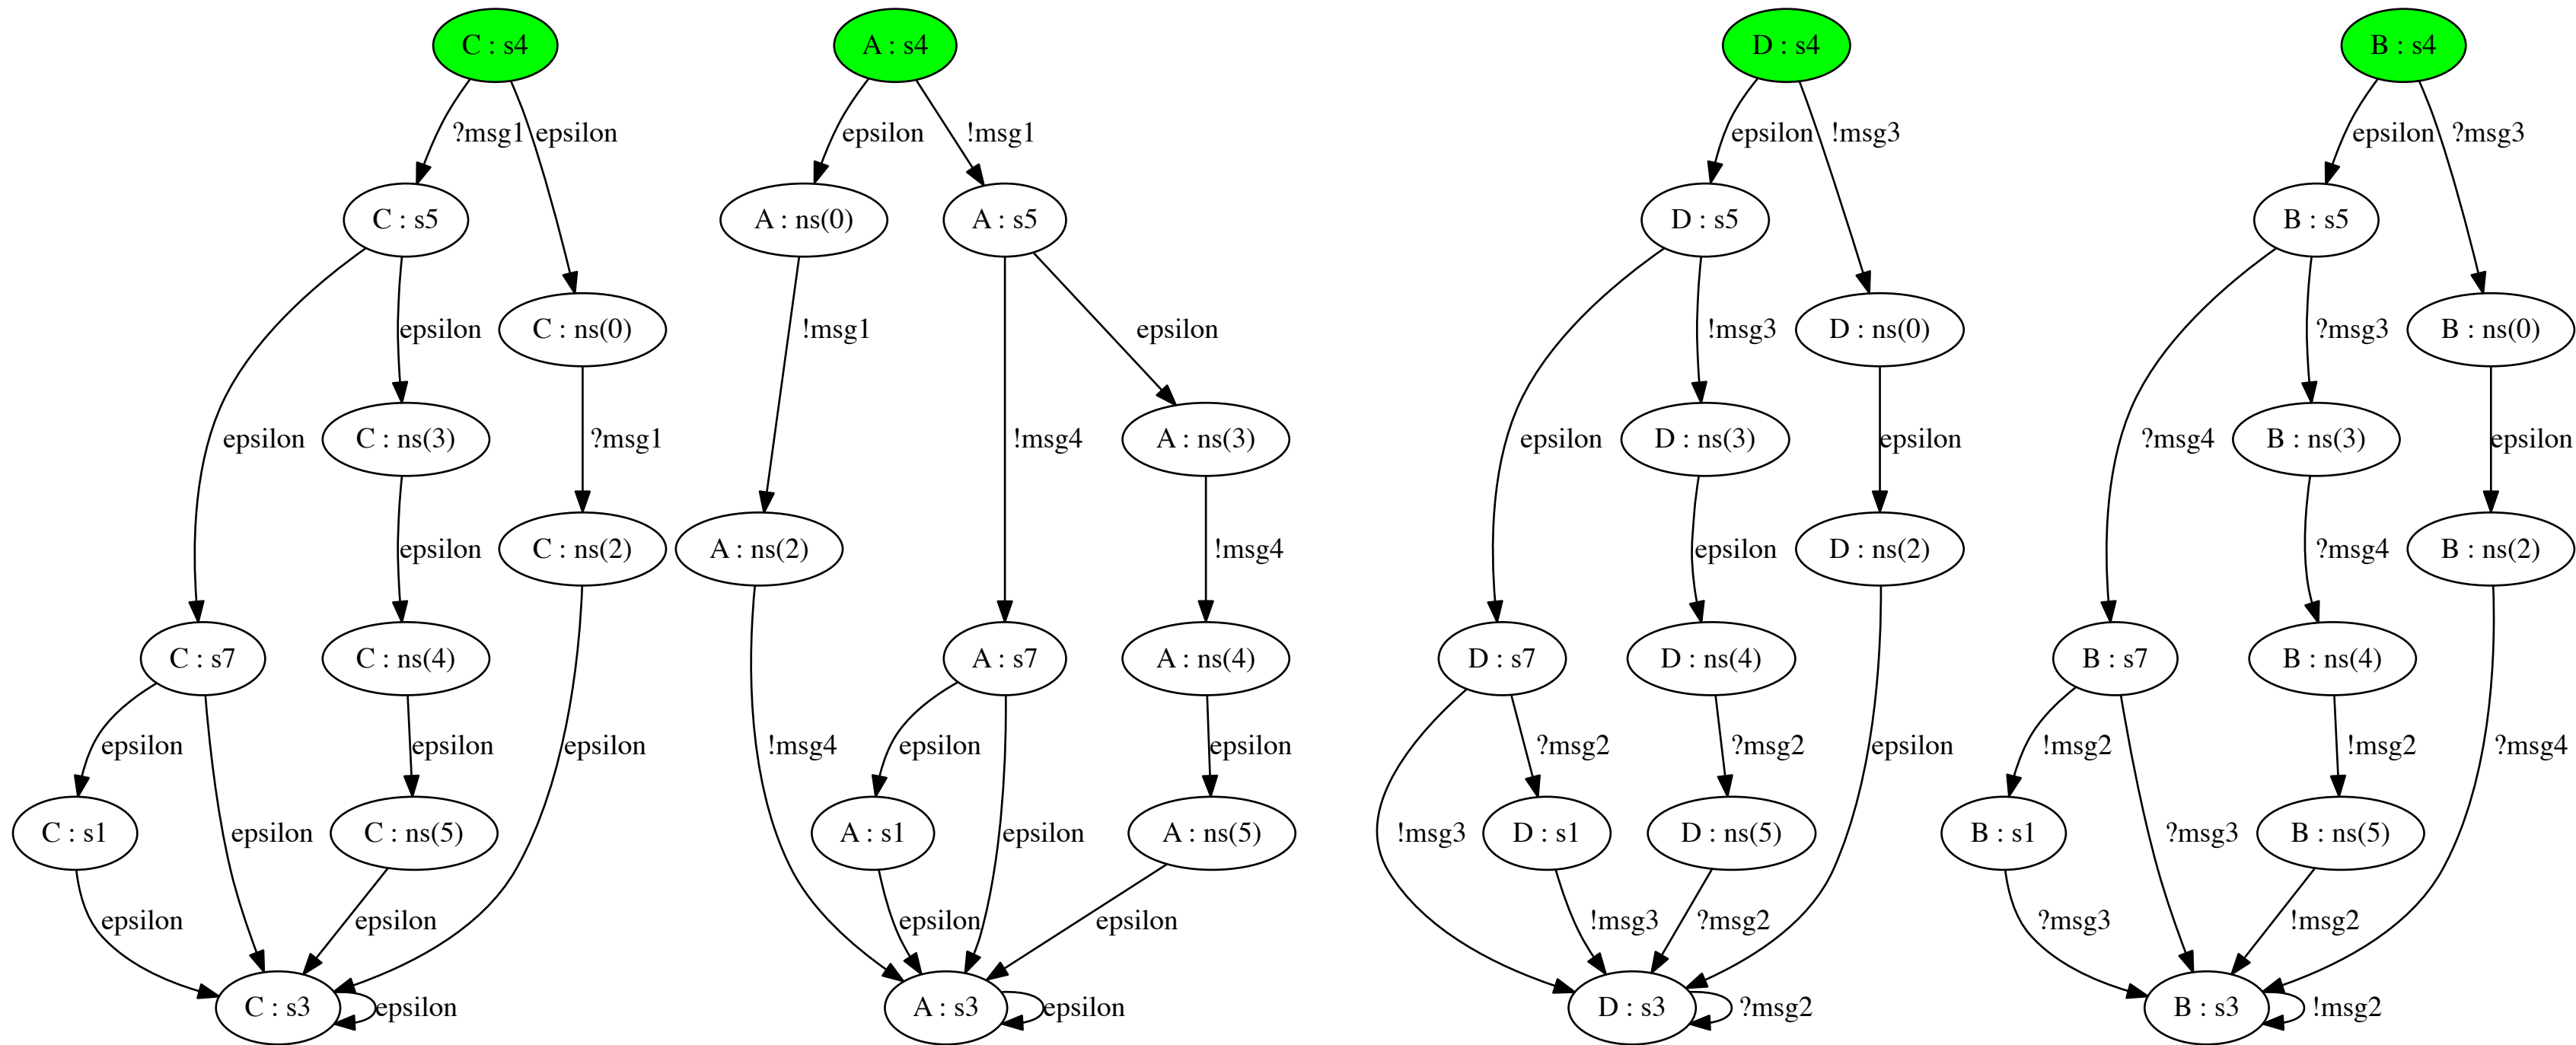 C : s4
A : s4
D : s4
B : s4
?msg1
epsilon
epsilon
!msg1
epsilon
!msg3
epsilon
?msg3
C : s5
A : ns(0)
A : s5
D : s5
B : s5
epsilon
C : ns(0)
!msg1
epsilon
!msg3
D : ns(0)
?msg3
B : ns(0)
epsilon
C : ns(3)
?msg1
!msg4
A : ns(3)
epsilon
D : ns(3)
epsilon
?msg4
B : ns(3)
epsilon
epsilon
C : ns(2)
A : ns(2)
!msg4
epsilon
D : ns(2)
?msg4
B : ns(2)
C : s7
C : ns(4)
A : s7
A : ns(4)
D : s7
D : ns(4)
B : s7
B : ns(4)
epsilon
epsilon
epsilon
!msg4
epsilon
epsilon
?msg2
?msg2
epsilon
!msg2
!msg2
?msg4
C : s1
epsilon
C : ns(5)
A : s1
epsilon
A : ns(5)
!msg3
D : s1
D : ns(5)
B : s1
?msg3
B : ns(5)
epsilon
epsilon
epsilon
epsilon
!msg3
?msg2
?msg3
!msg2
C : s3
epsilon
A : s3
epsilon
D : s3
?msg2
B : s3
!msg2